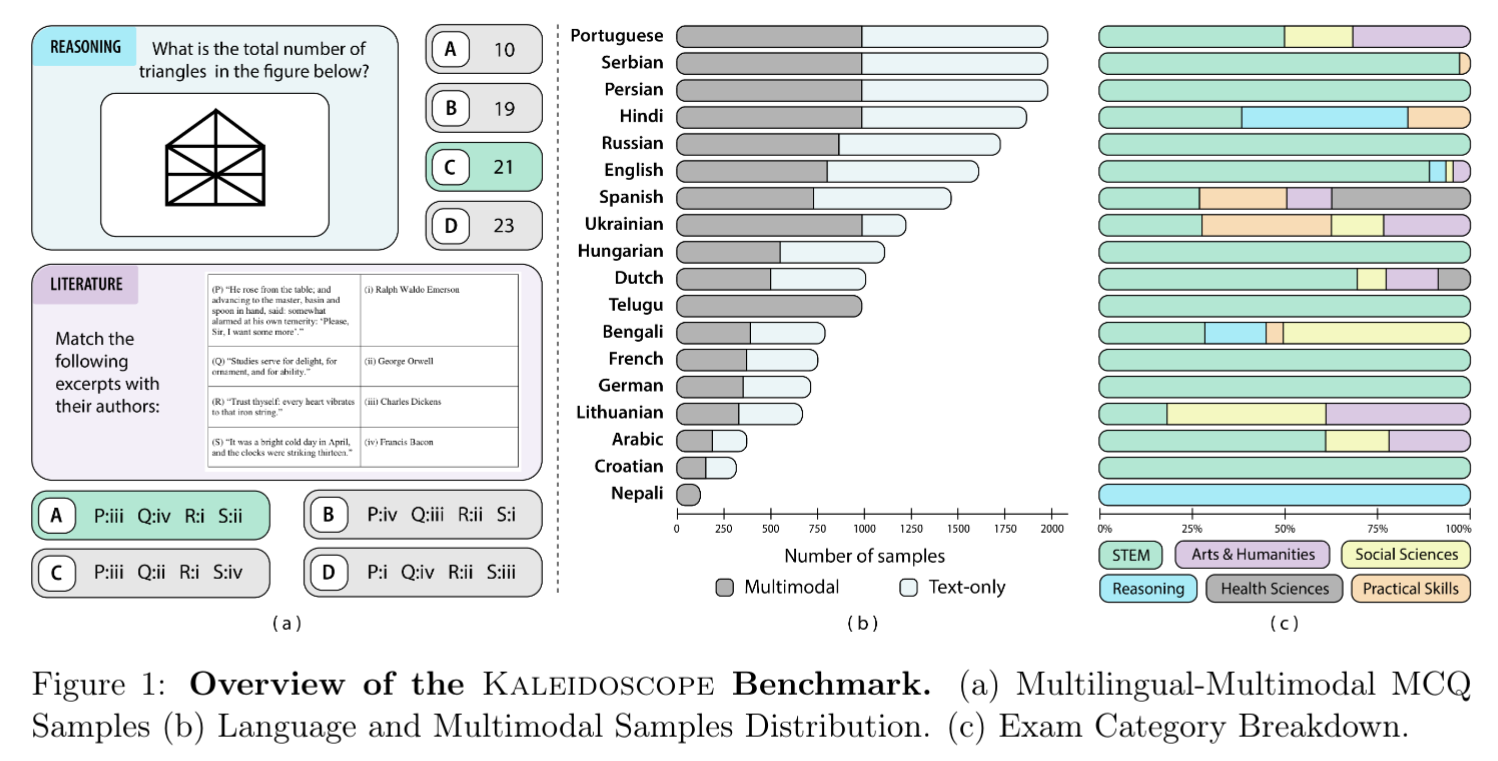 REASONING
What is the total number of
triangles in the figure below?
A 10
B 19
C 21
D 23
LITERATURE
Match the
following
excerpts with
their authors:
(P) “He rose from the table; and
advancing to the master, basin and
spoon in hand, said: somewhat
alarmed at his own temerity: ‘Please,
Sir, I want some more’.”
(i) Ralph Waldo Emerson
(Q) “Studies serve for delight, for
ornament, and for ability.”
(ii) George Orwell
(R) “Trust thyself: every heart vibrates
to that iron string.”
(iii) Charles Dickens
(S) “It was a bright cold day in April,
and the clocks were striking thirteen.”
(iv) Francis Bacon
A P:iii Q:iv R:i S:ii
B P:iv Q:iii R:ii S:i
C P:iii Q:ii R:i S:iv
D P:i Q:iv R:ii S:iii
(a)
Portuguese
Serbian
Persian
Hindi
Russian
English
Spanish
Ukrainian
Hungarian
Dutch
Telugu
Bengali
French
German
Lithuanian
Arabic
Croatian
Nepali
0 250 500 750 1000 1250 1500 1750 2000
Number of samples
Multimodal Text-only
(b)
0% 25% 50% 75% 100%
STEM Arts & Humanities Social Sciences
Reasoning Health Sciences Practical Skills
(c)
Figure 1: Overview of the KALEIDOSCOPE Benchmark. (a) Multilingual-Multimodal MCQ
Samples (b) Language and Multimodal Samples Distribution. (c) Exam Category Breakdown.